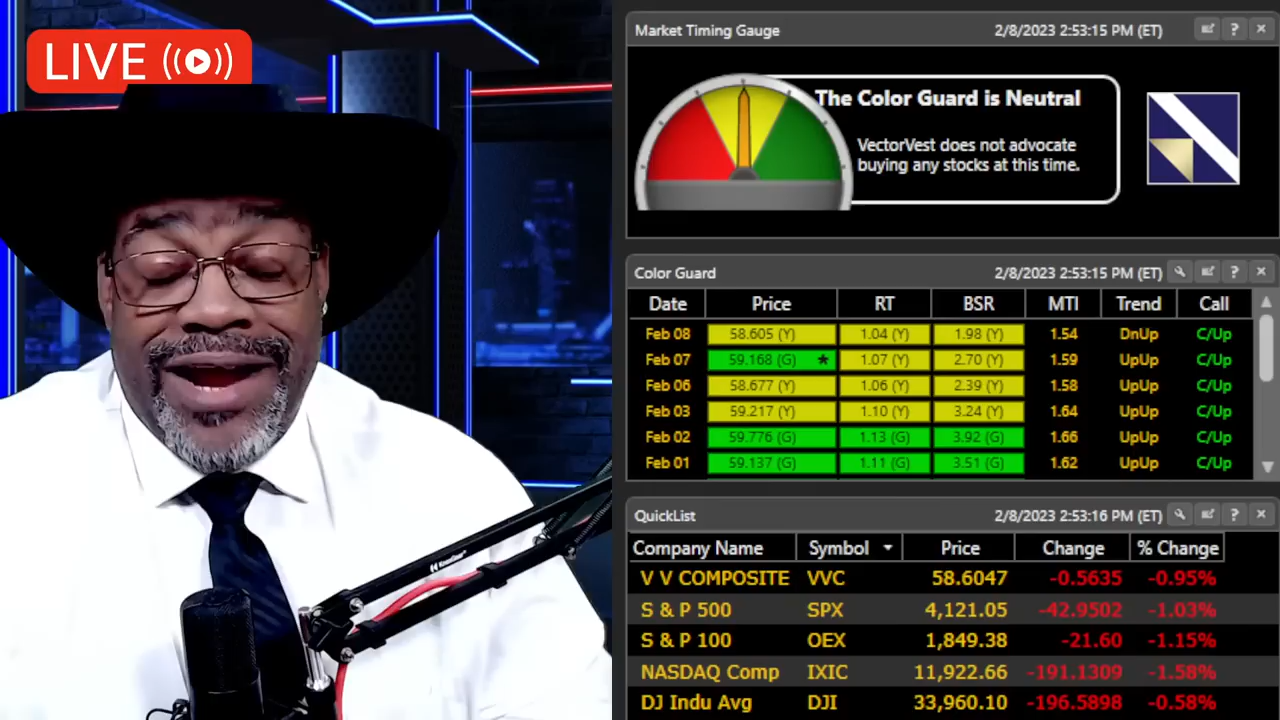 LIVE
Market Timing Gauge 2/8/2023 2:53:15 PM (ET) ?
The Color Guard is Neutral
VectorVest does not advocate
buying any stocks at this time.
Color Guard 2/8/2023 2:53:15 PM (ET) ?
Date Price RT BSR MTI Trend Call
Feb 08 58.605 (Y) 1.04 (Y) 1.98 (Y) 1.54 DnUp C/Up
Feb 07 59.168 (G) * 1.07 (Y) 2.70 (Y) 1.59 UpUp C/Up
Feb 06 58.677 (Y) 1.06 (Y) 2.39 (Y) 1.58 UpUp C/Up
Feb 03 59.217 (Y) 1.10 (Y) 3.24 (Y) 1.64 UpUp C/Up
Feb 02 59.776 (G) 1.13 (G) 3.92 (G) 1.66 UpUp C/Up
Feb 01 59.137 (G) 1.11 (G) 3.51 (G) 1.62 UpUp C/Up
QuickList 2/8/2023 2:53:16 PM (ET) ?
Company Name Symbol Price Change % Change
V V COMPOSITE VVC 58.6047 -0.5635 -0.95%
S & P 500 SPX 4,121.05 -42.9502 -1.03%
S & P 100 OEX 1,849.38 -21.60 -1.15%
NASDAQ Comp IXIC 11,922.66 -191.1309 -1.58%
DJ Indu Avg DJI 33,960.10 -196.5898 -0.58%